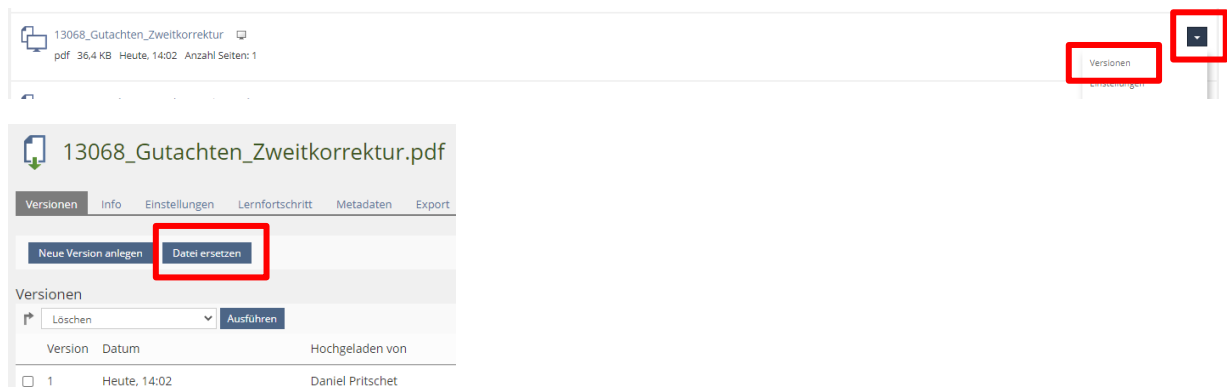 13068_Gutachten_Zweitkorrektur
pdf 36,4 KB Heute, 14:02 Anzahl Seiten: 1
Versionen
Einstellungen
13068_Gutachten_Zweitkorrektur.pdf
Versionen Info Einstellungen Lernfortschritt Metadaten Export
Neue Version anlegen Datei ersetzen
Versionen
Löschen Ausführen
Version Datum Hochgeladen von
1 Heute, 14:02 Daniel Pritschet